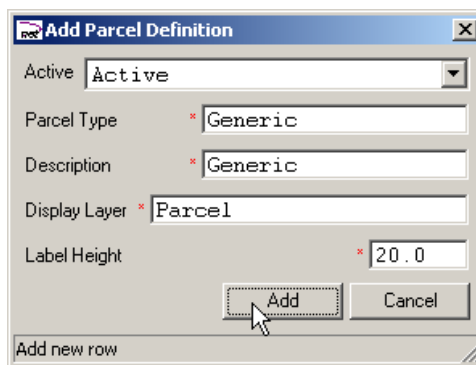 Add Parcel Definition
Active Active
Parcel Type * Generic
Description * Generic
Display Layer * Parcel
Label Height * 20.0
Add Cancel
Add new row